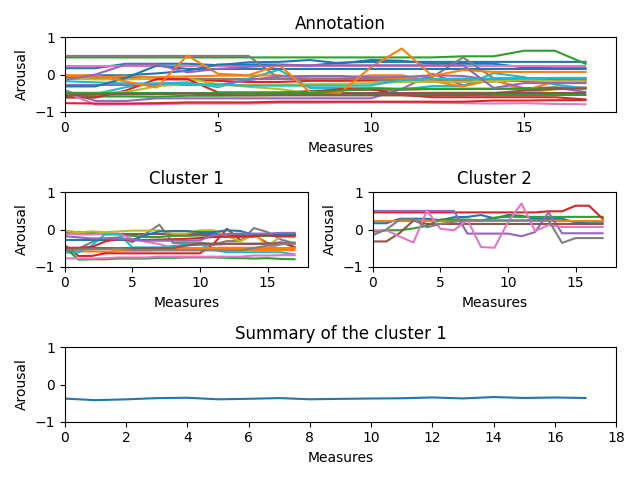 Annotation
Arousal
1
0
−1
0 5 10 15
Measures
Cluster 1
Arousal
1
0
−1
0 5 10 15
Measures
Cluster 2
Arousal
1
0
−1
0 5 10 15
Measures
Summary of the cluster 1
Arousal
1
0
−1
0 2 4 6 8 10 12 14 16 18
Measures